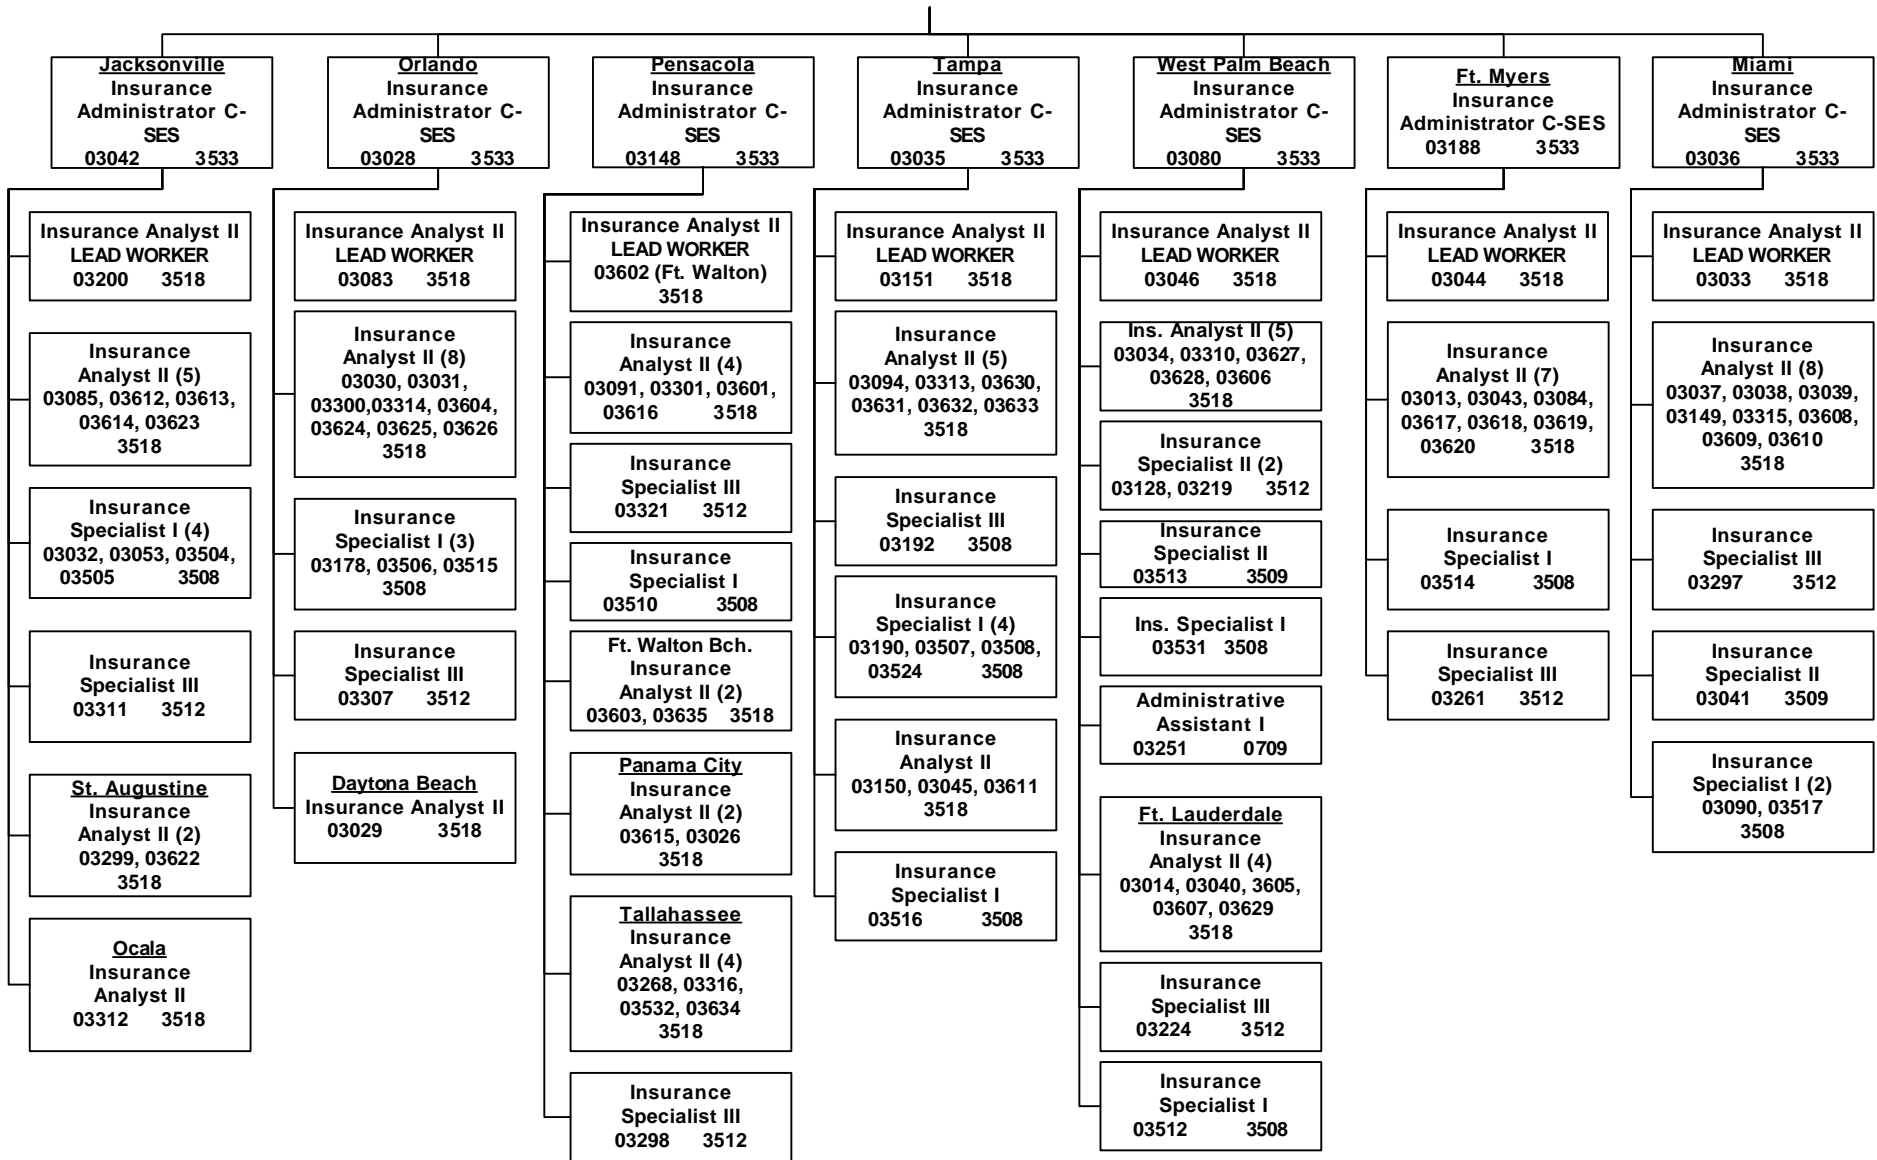 Jacksonville
Insurance
Administrator C-
SES
03042 3533
Insurance Analyst II
LEAD WORKER
03200 3518
Insurance
Analyst II (5)
03085, 03612, 03613,
03614, 03623
3518
Insurance
Specialist I (4)
03032, 03053, 03504,
03505 3508
Insurance
Specialist III
03311 3512
St. Augustine
Insurance
Analyst II (2)
03299, 03622
3518
Ocala
Insurance
Analyst II
03312 3518
Orlando
Insurance
Administrator C-
SES
03028 3533
Insurance Analyst II
LEAD WORKER
03083 3518
Insurance
Analyst II (8)
03030, 03031,
03300,03314, 03604,
03624, 03625, 03626
3518
Insurance
Specialist I (3)
03178, 03506, 03515
3508
Insurance
Specialist III
03307 3512
Daytona Beach
Insurance Analyst II
03029 3518
Pensacola
Insurance
Administrator C-
SES
03148 3533
Insurance Analyst II
LEAD WORKER
03602 (Ft. Walton)
3518
Insurance
Analyst II (4)
03091, 03301, 03601,
03616 3518
Insurance
Specialist III
03321 3512
Insurance
Specialist I
03510 3508
Ft. Walton Bch.
Insurance
Analyst II (2)
03603, 03635 3518
Panama City
Insurance
Analyst II (2)
03615, 03026
3518
Tallahassee
Insurance
Analyst II (4)
03268, 03316,
03532, 03634
3518
Insurance
Specialist III
03298 3512
Tampa
Insurance
Administrator C-
SES
03035 3533
Insurance Analyst II
LEAD WORKER
03151 3518
Insurance
Analyst II (5)
03094, 03313, 03630,
03631, 03632, 03633
3518
Insurance
Specialist III
03192 3508
Insurance
Specialist I (4)
03190, 03507, 03508,
03524 3508
Insurance
Analyst II
03150, 03045, 03611
3518
Insurance
Specialist I
03516 3508
West Palm Beach
Insurance
Administrator C-
SES
03080 3533
Insurance Analyst II
LEAD WORKER
03046 3518
Ins. Analyst II (5)
03034, 03310, 03627,
03628, 03606
3518
Insurance
Specialist II (2)
03128, 03219 3512
Insurance
Specialist II
03513 3509
Ins. Specialist I
03531 3508
Administrative
Assistant I
03251 0709
Ft. Lauderdale
Insurance
Analyst II (4)
03014, 03040, 3605,
03607, 03629
3518
Insurance
Specialist III
03224 3512
Insurance
Specialist I
03512 3508
Ft. Myers
Insurance
Administrator C-SES
03188 3533
Insurance Analyst II
LEAD WORKER
03044 3518
Insurance
Analyst II (7)
03013, 03043, 03084,
03617, 03618, 03619,
03620 3518
Insurance
Specialist I
03514 3508
Insurance
Specialist III
03261 3512
Miami
Insurance
Administrator C-
SES
03036 3533
Insurance Analyst II
LEAD WORKER
03033 3518
Insurance
Analyst II (8)
03037, 03038, 03039,
03149, 03315, 03608,
03609, 03610
3518
Insurance
Specialist III
03297 3512
Insurance
Specialist II
03041 3509
Insurance
Specialist I (2)
03090, 03517
3508